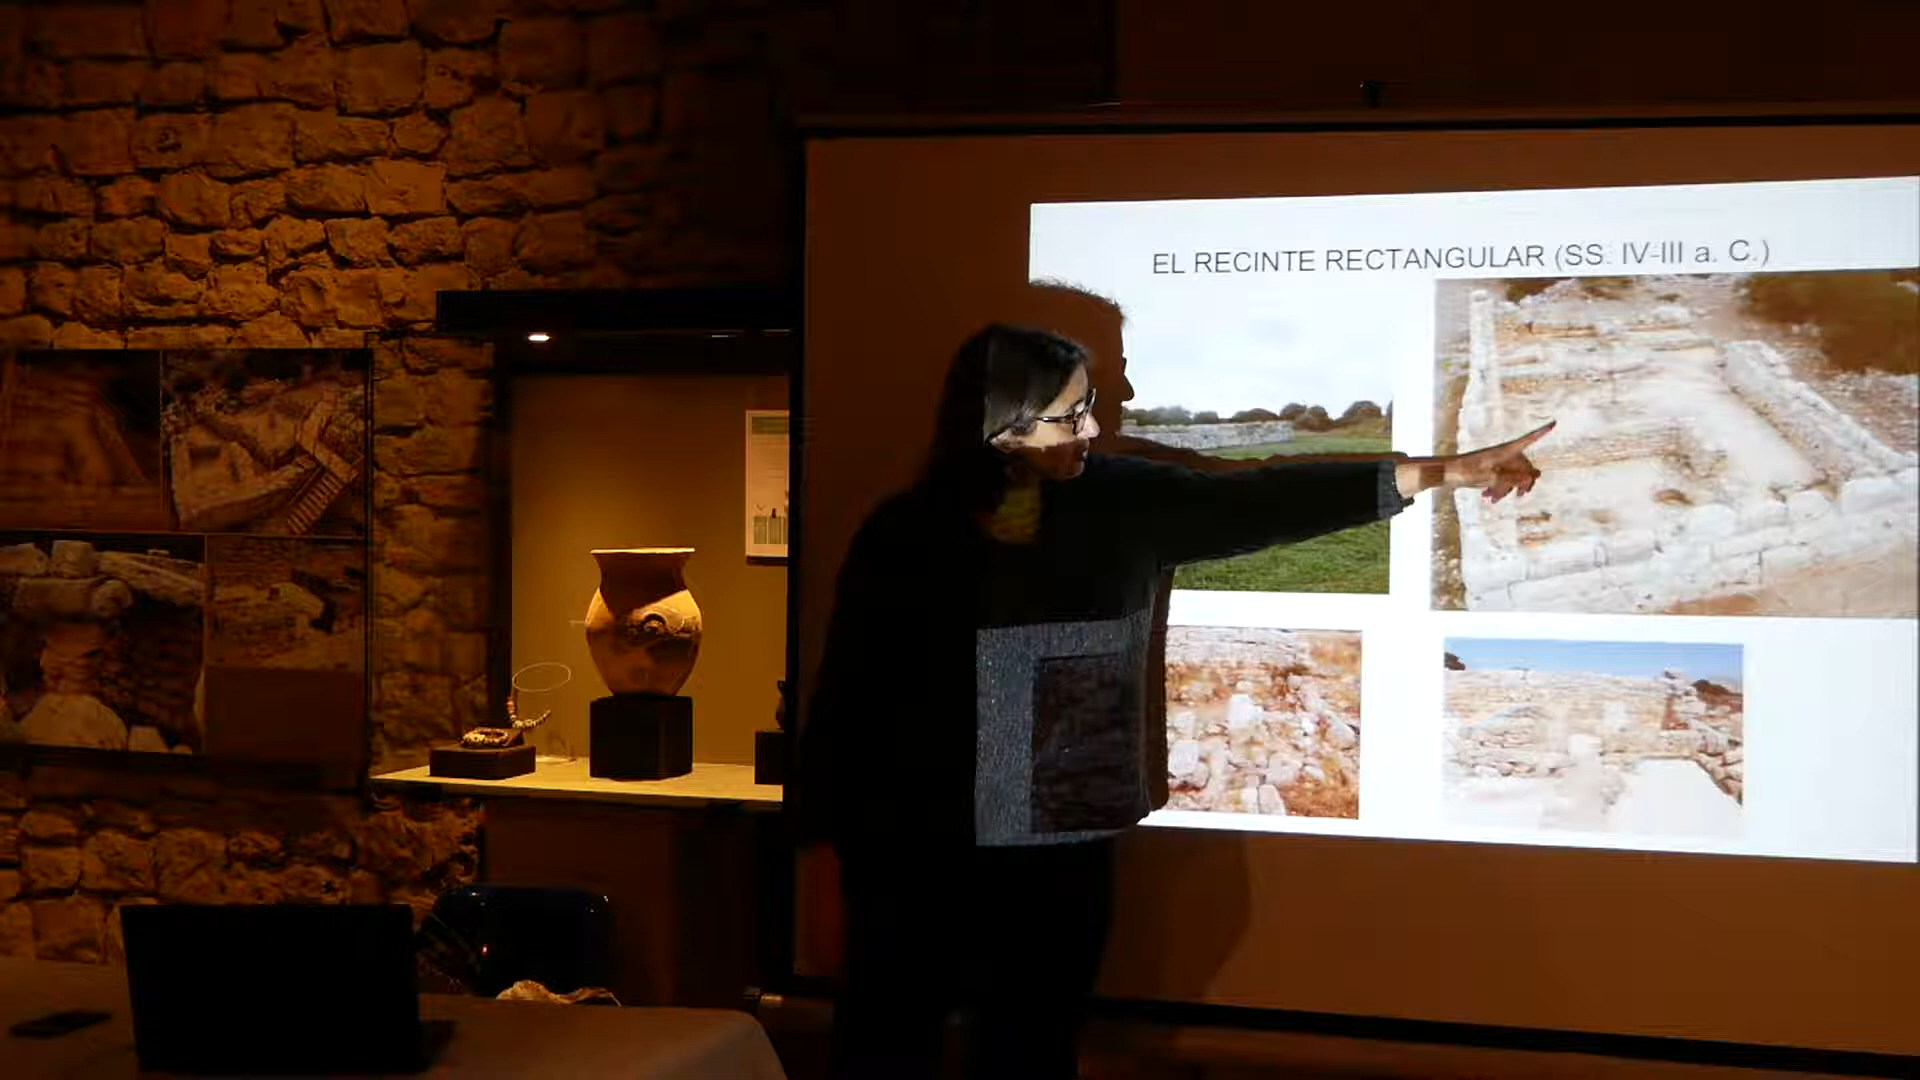 EL RECINTE RECTANGULAR (SS. IV-III a. C.)